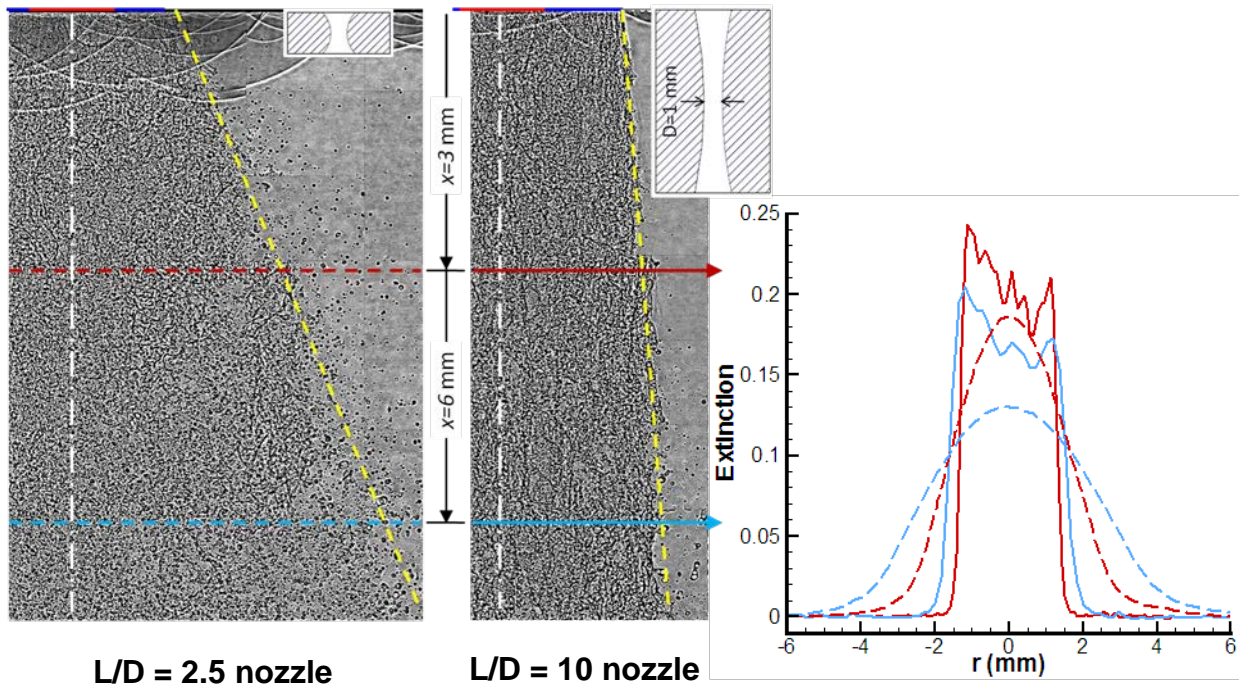 D=1 mm
x=3 mm
x=6 mm
L/D = 2.5 nozzle
L/D = 10 nozzle
Extinction
0.25
0.2
0.15
0.1
0.05
0
-6
-4
-2
0
2
4
6
r (mm)